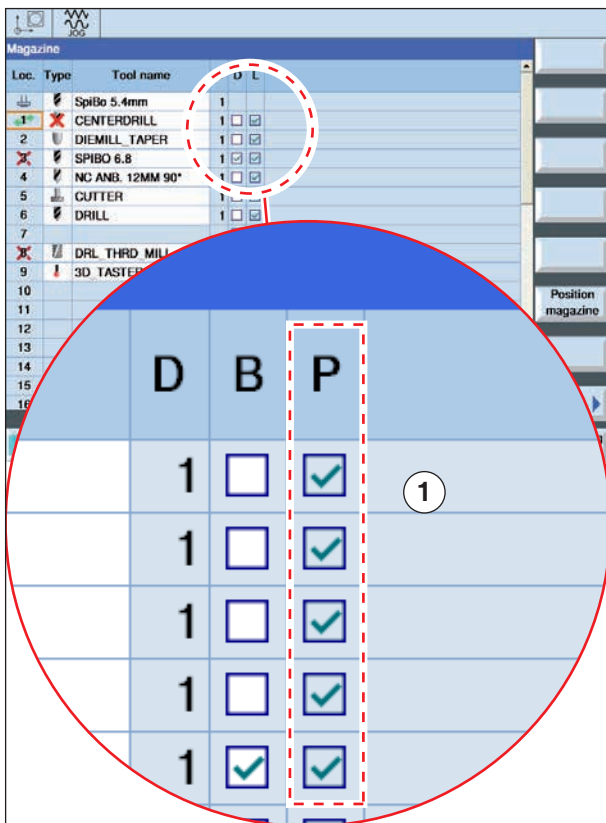 JOG
Magazine
Loc. Type Tool name D L
SpiBo 5.4mm 1
1 CENTERDRILL 1
2 DIEMILL_TAPER 1
3 SPIBO 6.8 1
4 NC ANB. 12MM 90° 1
5 CUTTER 1
6 DRILL 1
7
8 DRL_THRD_MILL
9 3D_TASTER
10
11
12
13
14
15
16
Position
magazine
D B P
1
1
1
1
1
1